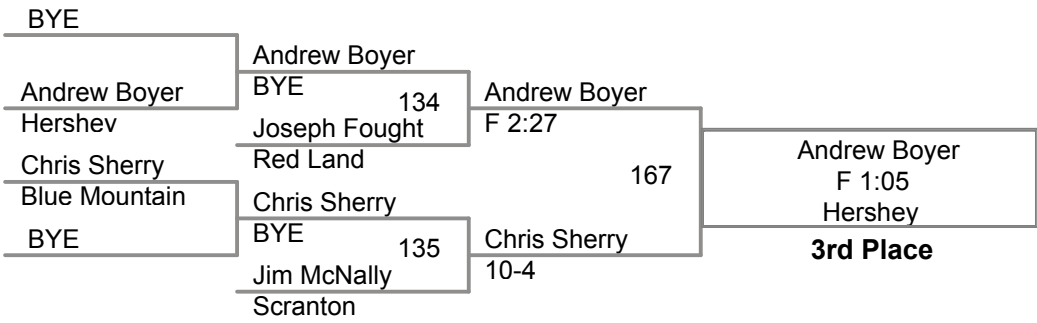 BYE
Andrew Boyer
Hershev
Chris Sherry
Blue Mountain
BYE
Andrew Boyer
BYE
134
Joseph Fought
Red Land
Chris Sherry
BYE
135
Jim McNally
Scranton
Andrew Boyer
F 2:27
167
Chris Sherry
10-4
Andrew Boyer
F 1:05
Hershey
3rd Place